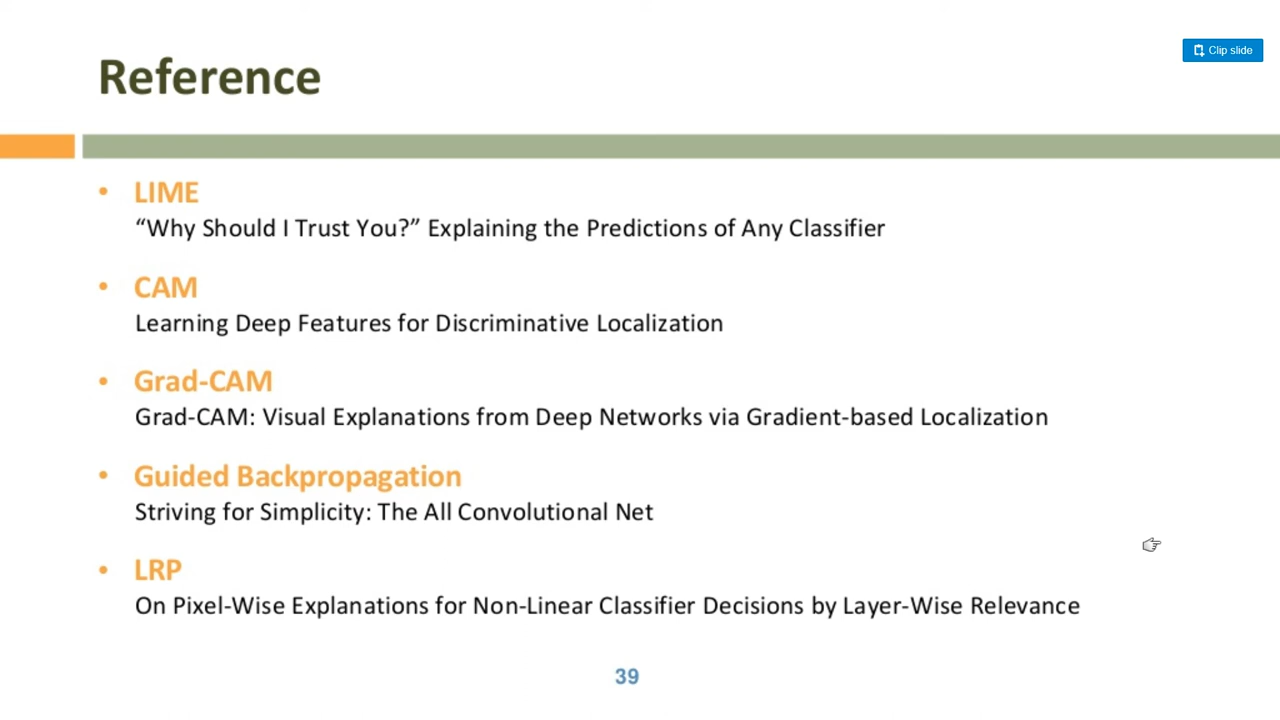 Reference
Clip slide
• LIME
“Why Should I Trust You?” Explaining the Predictions of Any Classifier
• CAM
Learning Deep Features for Discriminative Localization
• Grad-CAM
Grad-CAM: Visual Explanations from Deep Networks via Gradient-based Localization
• Guided Backpropagation
Striving for Simplicity: The All Convolutional Net
• LRP
On Pixel-Wise Explanations for Non-Linear Classifier Decisions by Layer-Wise Relevance
39